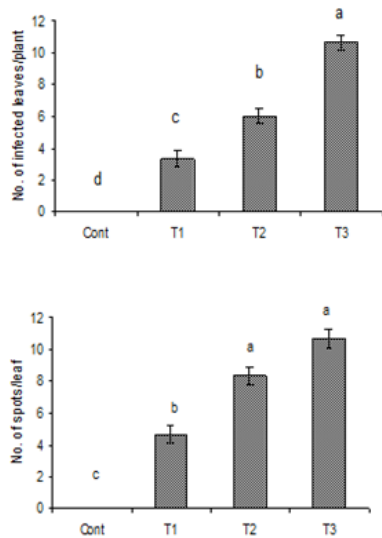 No. of infected leaves/plant
12
a
10
8
b
6
c
4
2
d
0
Cont T1 T2 T3
No. of spots/leaf
12
a
10
a
8
6
b
4
2
c
0
Cont T1 T2 T3